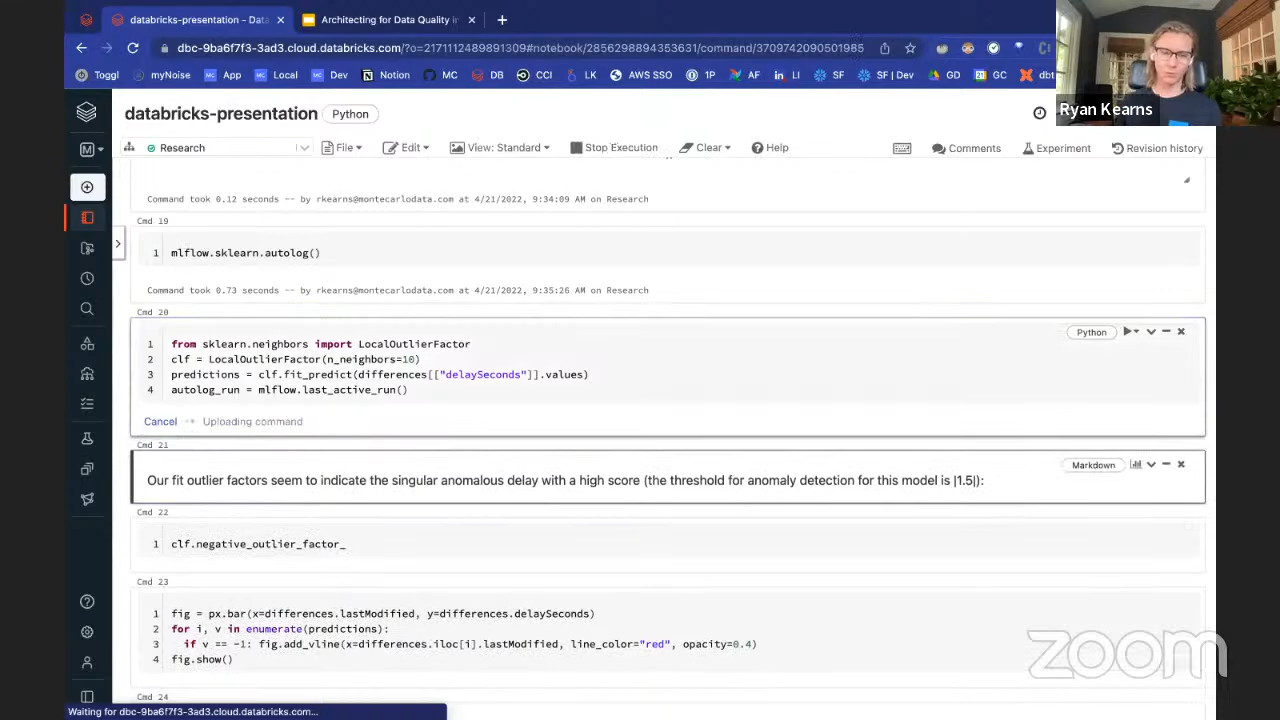 databricks-presentation – Data
Architecting for Data Quality in
dbc-9ba6f7f3-3ad3.cloud.databricks.com/?o=2171112489891309#notebook/2856298894353631/command/3709742090501985
Toggl
myNoise
App
Local
Dev
Notion
MC
DB
CCI
LK
AWS SSO
1P
AF
LI
SF
SF | Dev
GD
GC
dbt
Ryan Kearns
databricks-presentation
Python
M
Research
File
Edit
View: Standard
Stop Execution
Clear
Help
Comments
Experiment
Revision history
Command took 0.12 seconds -- by rkearns@montecarlodata.com at 4/21/2022, 9:34:09 AM on Research
Cmd 19
1 mlflow.sklearn.autolog()
Command took 0.73 seconds -- by rkearns@montecarlodata.com at 4/21/2022, 9:35:26 AM on Research
Cmd 20
Python
1 from sklearn.neighbors import LocalOutlierFactor
2 clf = LocalOutlierFactor(n_neighbors=10)
3 predictions = clf.fit_predict(differences[["delaySeconds"]].values)
4 autolog_run = mlflow.last_active_run()
Cancel
Uploading command
Cmd 21
Markdown
Our fit outlier factors seem to indicate the singular anomalous delay with a high score (the threshold for anomaly detection for this model is |1.5|):
Cmd 22
1 clf.negative_outlier_factor_
Cmd 23
1 fig = px.bar(x=differences.lastModified, y=differences.delaySeconds)
2 for i, v in enumerate(predictions):
3 if v == -1: fig.add_vline(x=differences.iloc[i].lastModified, line_color="red", opacity=0.4)
4 fig.show()
Cmd 24
Waiting for dbc-9ba6f7f3-3ad3.cloud.databricks.com...
zoom